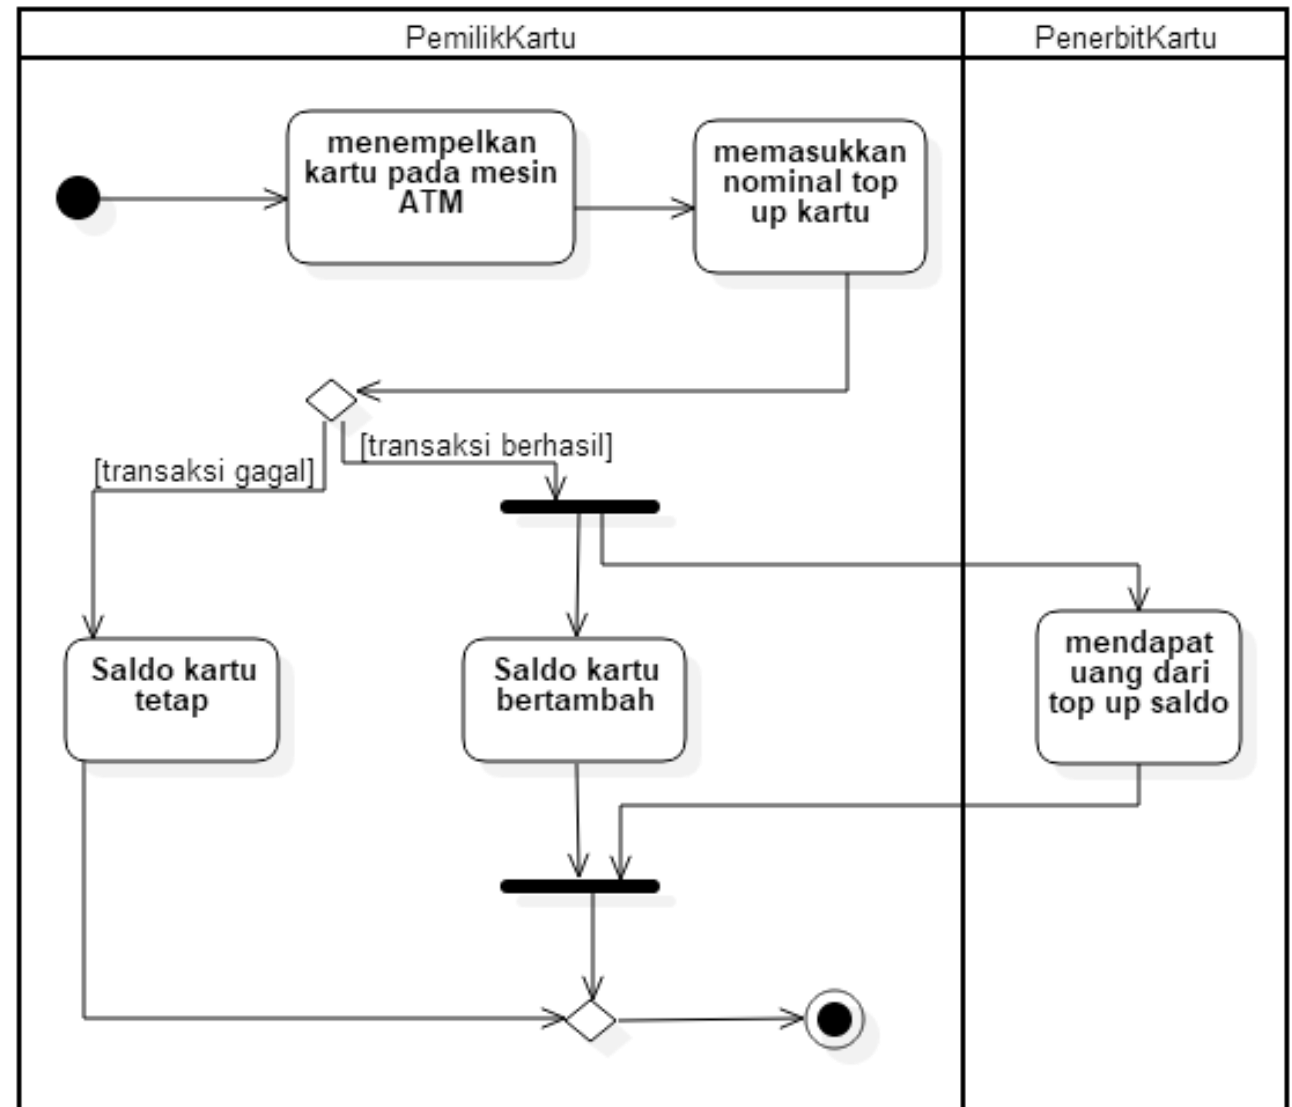 PemilikKartu
PenerbitKartu
menempelkan
kartu pada mesin
ATM
memasukkan
nominal top
up kartu
[transaksi berhasil]
[transaksi gagal]
Saldo kartu
tetap
Saldo kartu
bertambah
mendapat
uang dari
top up saldo